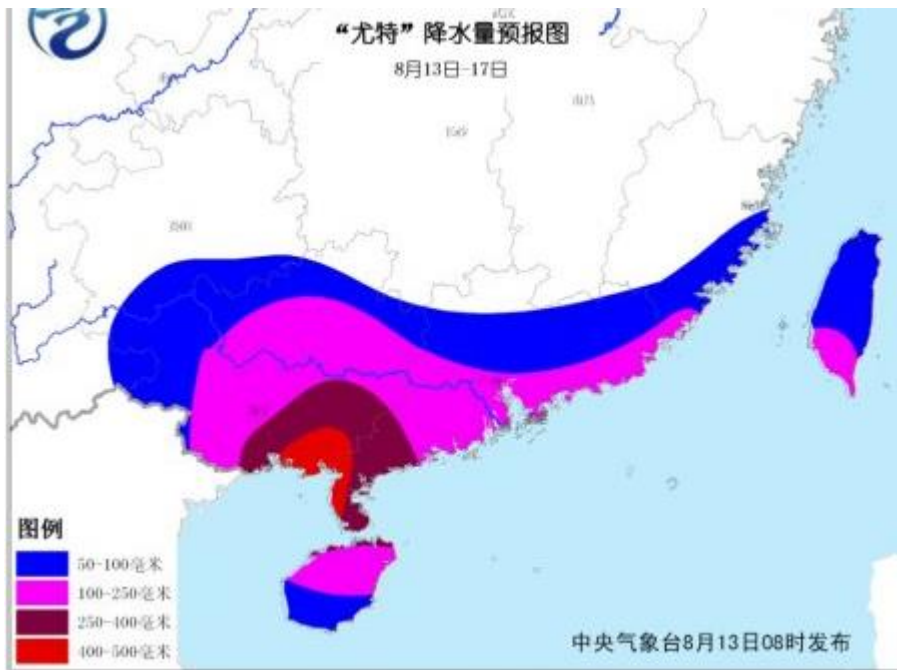 “尤特”降水量预报图
8月13日-17日
南昌
图例
50-100毫米
100-250毫米
250-400毫米
400-500毫米
中央气象台8月13日08时发布